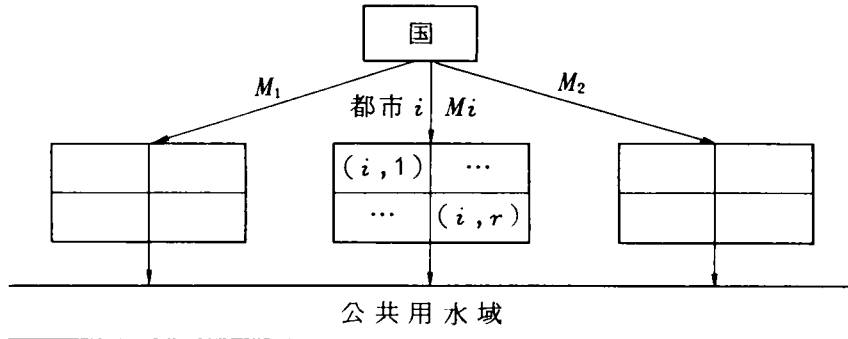 国
M₁
M₂
都市 i Mi
(i,1) …
… (i,r)
公共用水域